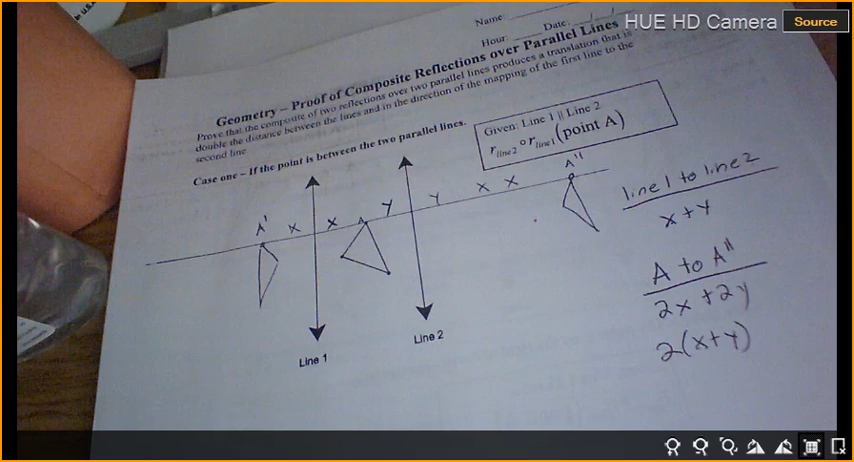 HUE HD Camera
Source
Name:
Hour: Date: / /
Geometry – Proof of Composite Reflections over Parallel Lines
Prove that the composite of two reflections over two parallel lines produces a translation that is
double the distance between the lines and in the direction of the mapping of the first line to the
second line
Case one – If the point is between the two parallel lines.
Given: Line 1 || Line 2
r line 2 ∘ r line 1 (point A)
A' X X A Y Y X X A''
Line 1
Line 2
line 1 to line 2
x+y
A to A''
2x+2y
2(x+y)